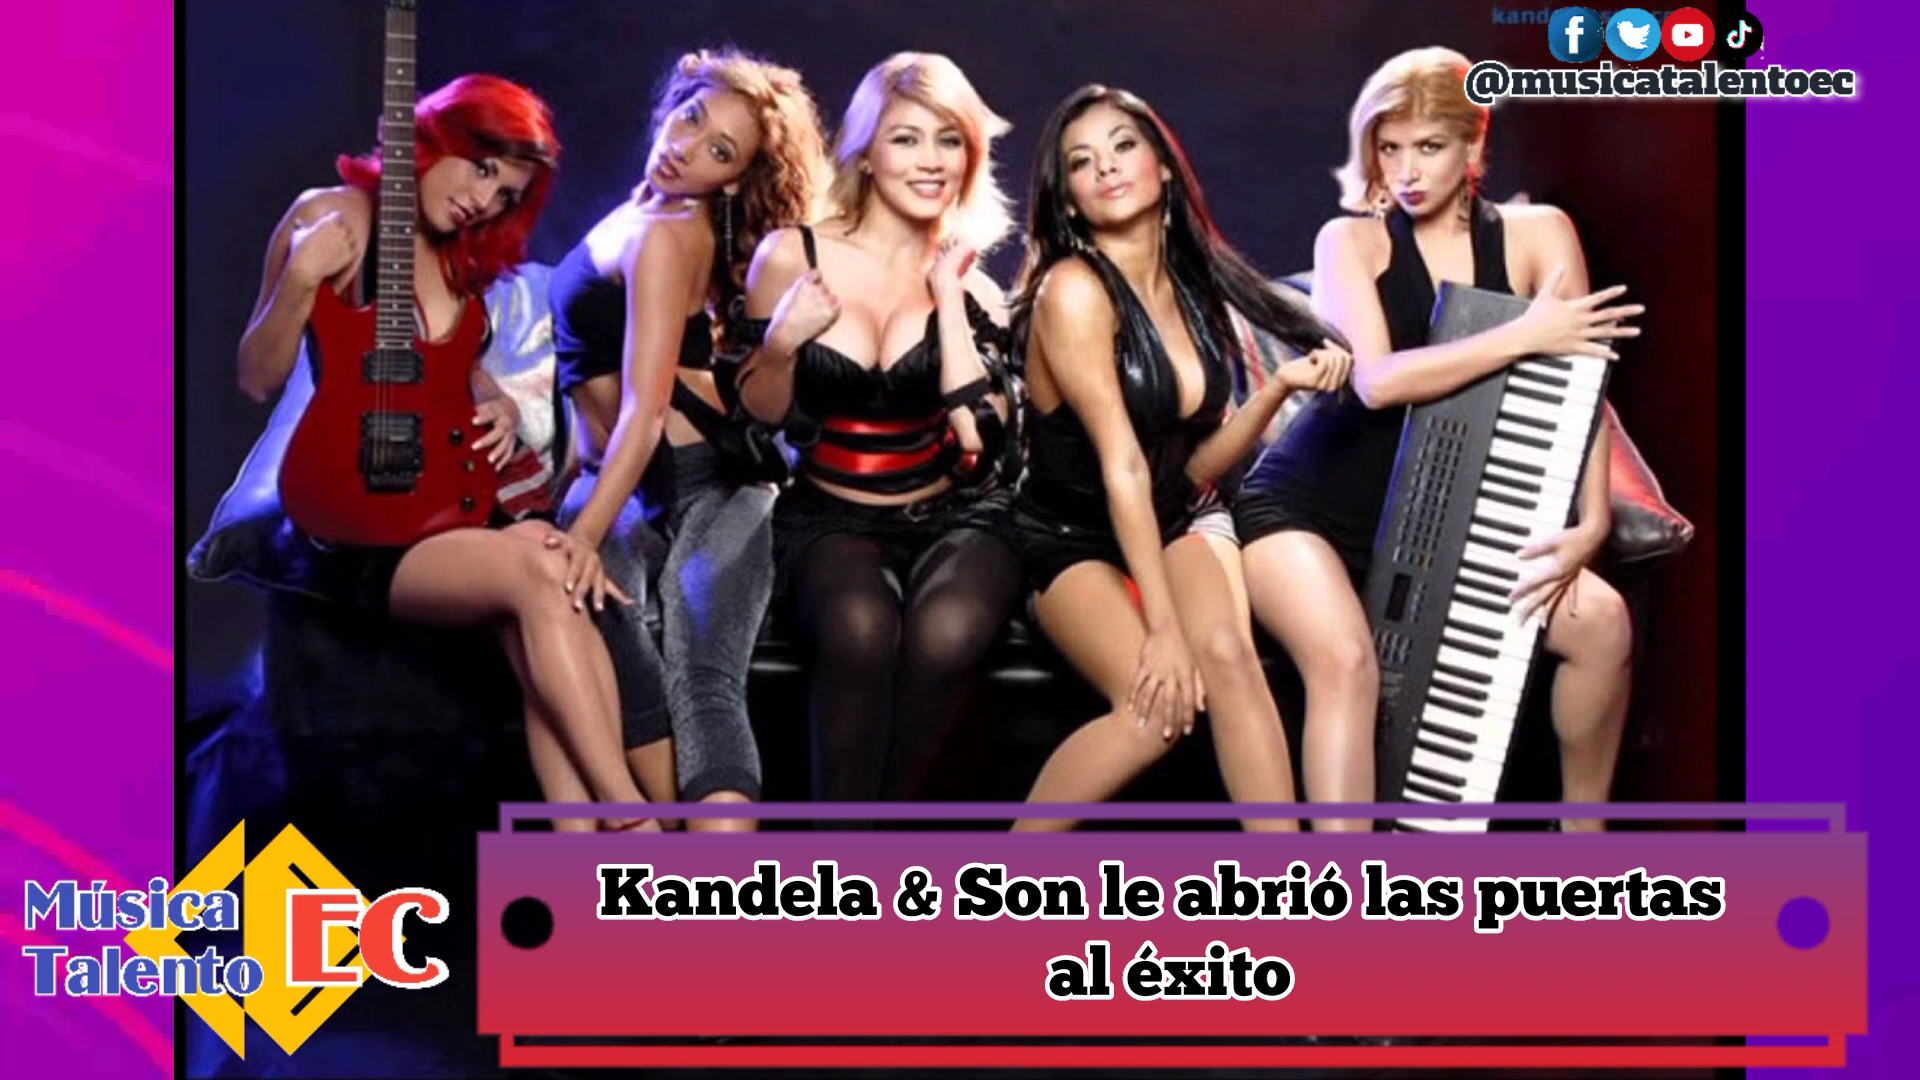 @musicatalentoec
Música
Talento
EC
Kandela & Son le abrió las puertas
al éxito